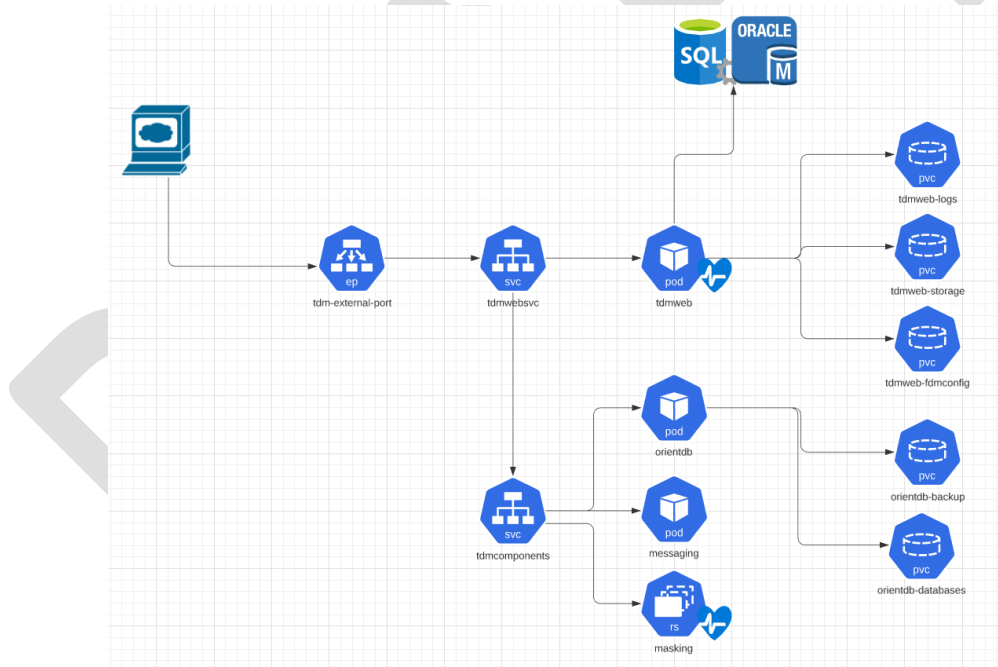 SQL
ORACLE
M
pvc
tdmweb-logs
ep
tdm-external-port
svc
tdmwebsvc
pod
tdmweb
pvc
tdmweb-storage
pvc
tdmweb-fdmconfig
pod
orientdb
pvc
orientdb-backup
svc
tdmcomponents
pod
messaging
pvc
orientdb-databases
rs
masking